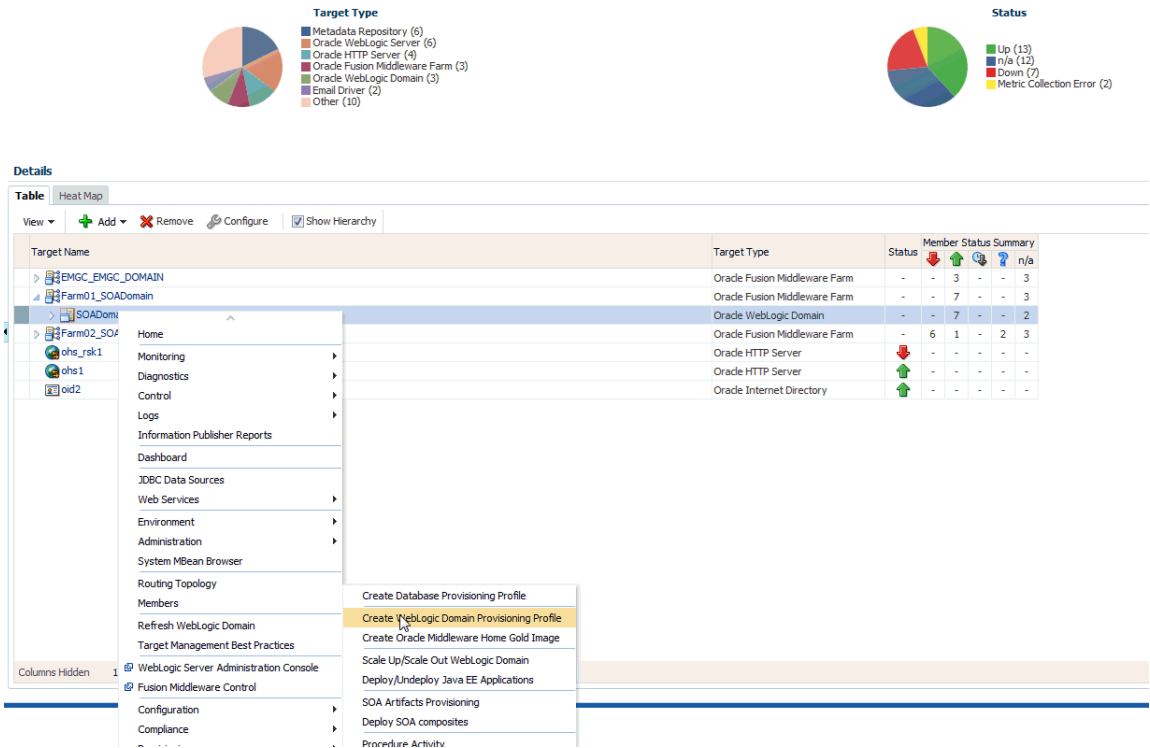 Target Type
Metadata Repository (6)
Oracle WebLogic Server (6)
Oracle HTTP Server (4)
Oracle Fusion Middleware Farm (3)
Oracle WebLogic Domain (3)
Email Driver (2)
Other (10)
Status
Up (13)
n/a (12)
Down (7)
Metric Collection Error (2)
Details
Table Heat Map
View Add Remove Configure Show Hierarchy
Target Name Target Type Status Member Status Summary
n/a
EMGC_EMGC_DOMAIN Oracle Fusion Middleware Farm - - 3 - - 3
Farm01_SOADomain Oracle Fusion Middleware Farm - - 7 - - 3
SOADoma Oracle WebLogic Domain - - 7 - - 2
Farm02_SOA Oracle Fusion Middleware Farm - 6 1 - 2 3
ohs_rsk1 Oracle HTTP Server - - - - -
ohs1 Oracle HTTP Server - - - - -
oid2 Oracle Internet Directory - - - - -
Columns Hidden 1
Home
Monitoring
Diagnostics
Control
Logs
Information Publisher Reports
Dashboard
JDBC Data Sources
Web Services
Environment
Administration
System MBean Browser
Routing Topology
Members
Refresh WebLogic Domain
Target Management Best Practices
WebLogic Server Administration Console
Fusion Middleware Control
Configuration
Compliance
Create Database Provisioning Profile
Create WebLogic Domain Provisioning Profile
Create Oracle Middleware Home Gold Image
Scale Up/Scale Out WebLogic Domain
Deploy/Undeploy Java EE Applications
SOA Artifacts Provisioning
Deploy SOA composites
Procedure Activity